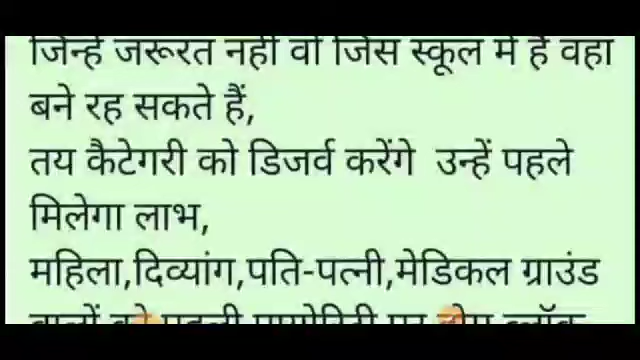 जिन्हे जरूरत नही वो जिस स्कूल मे है वहा
बने रह सकते हैं,
तय कैटेगरी को डिजर्व करेंगे उन्हें पहले
मिलेगा लाभ,
महिला,दिव्यांग,पति-पत्नी,मेडिकल ग्राउंड